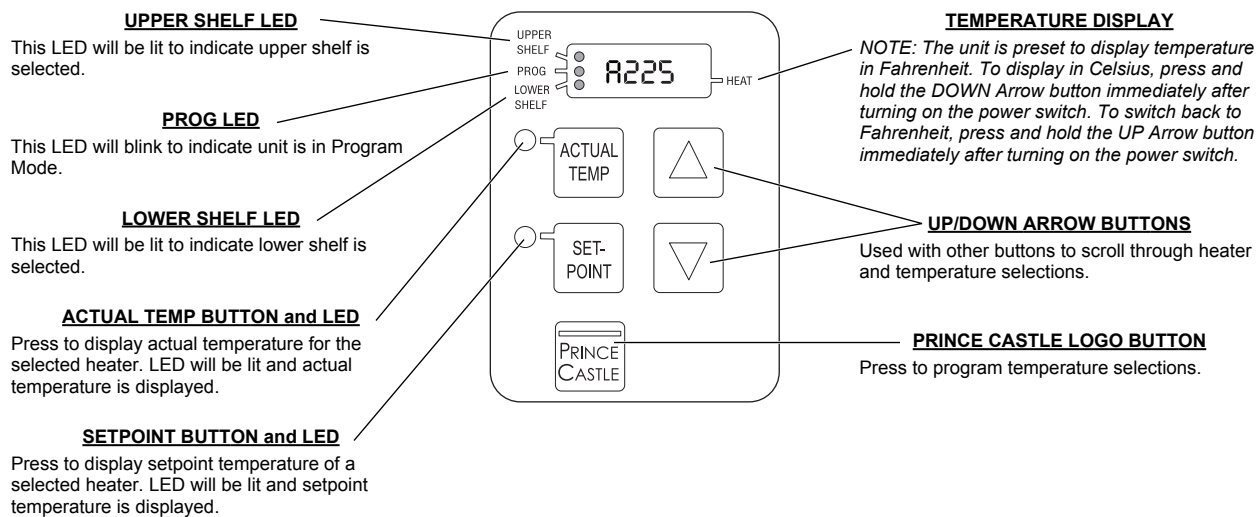 UPPER SHELF LED
This LED will be lit to indicate upper shelf is
selected.
PROG LED
This LED will blink to indicate unit is in Program
Mode.
LOWER SHELF LED
This LED will be lit to indicate lower shelf is
selected.
ACTUAL TEMP BUTTON and LED
Press to display actual temperature for the
selected heater. LED will be lit and actual
temperature is displayed.
SETPOINT BUTTON and LED
Press to display setpoint temperature of a
selected heater. LED will be lit and setpoint
temperature is displayed.
UPPER
SHELF
PROG
LOWER
SHELF
A225
HEAT
ACTUAL
TEMP
SET-
POINT
PRINCE
CASTLE
TEMPERATURE DISPLAY
NOTE: The unit is preset to display temperature
in Fahrenheit. To display in Celsius, press and
hold the DOWN Arrow button immediately after
turning on the power switch. To switch back to
Fahrenheit, press and hold the UP Arrow button
immediately after turning on the power switch.
UP/DOWN ARROW BUTTONS
Used with other buttons to scroll through heater
and temperature selections.
PRINCE CASTLE LOGO BUTTON
Press to program temperature selections.